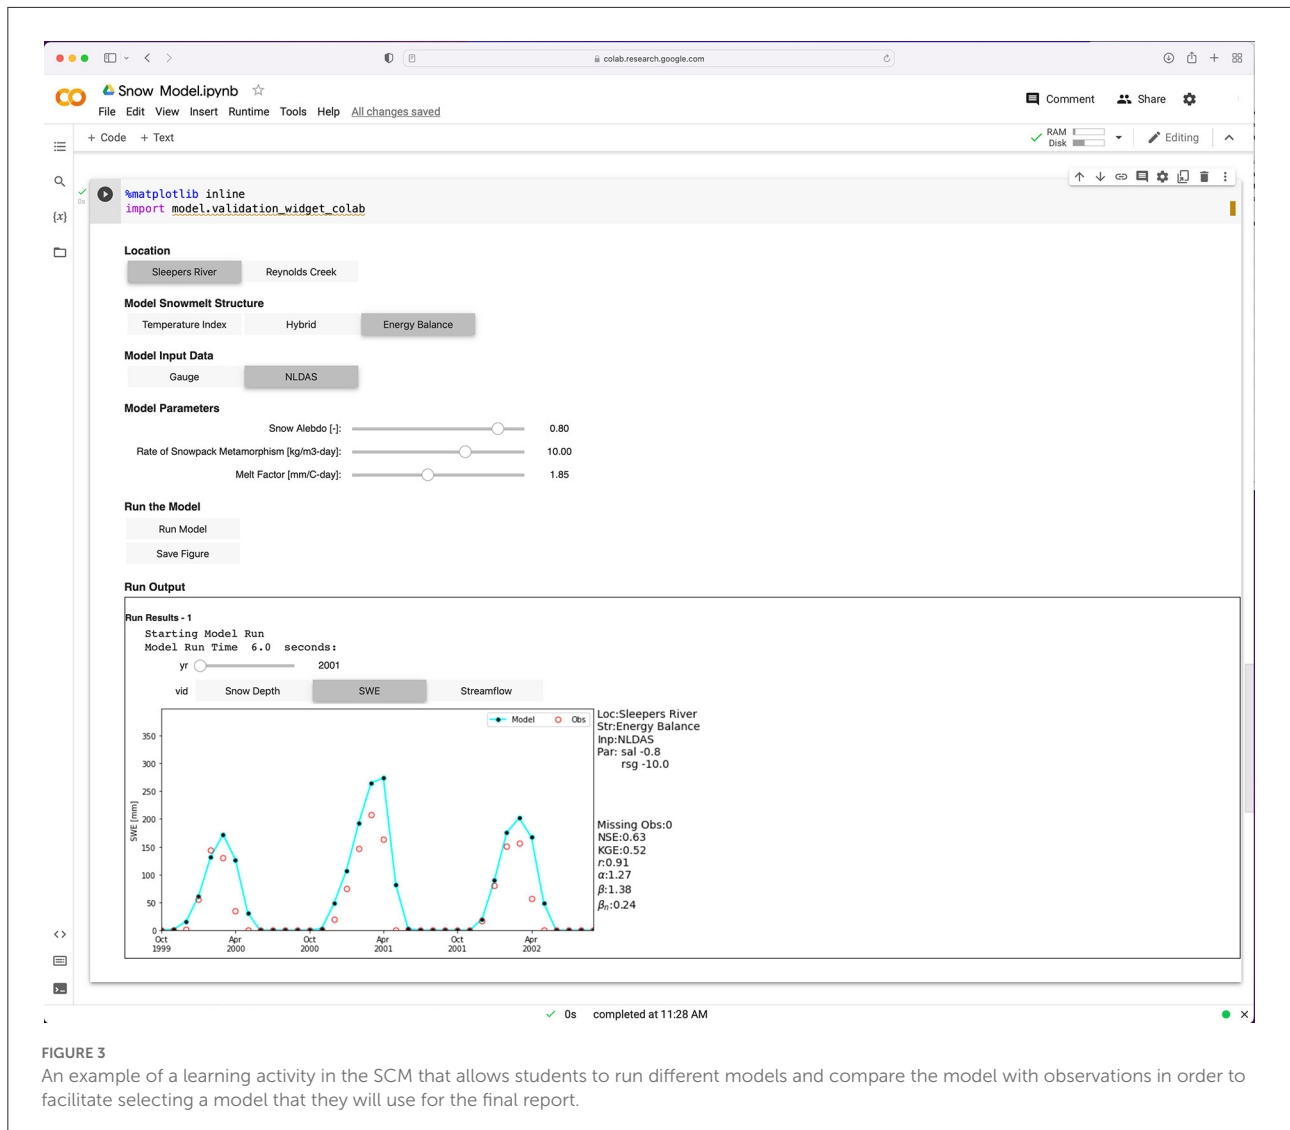 colab.research.google.com
Snow Model.ipynb
File Edit View Insert Runtime Tools Help All changes saved
Comment Share
+ Code + Text
RAM
Disk
Editing
{x}
0s
%matplotlib inline
import model.validation_widget_colab
Location
Sleepers River Reynolds Creek
Model Snowmelt Structure
Temperature Index Hybrid Energy Balance
Model Input Data
Gauge NLDAS
Model Parameters
Snow Alebdo [-]: 0.80
Rate of Snowpack Metamorphism [kg/m3-day]: 10.00
Melt Factor [mm/C-day]: 1.85
Run the Model
Run Model
Save Figure
Run Output
Run Results - 1
Starting Model Run
Model Run Time 6.0 seconds:
yr 2001
vid Snow Depth SWE Streamflow
Model Obs
SWE [mm]
350
300
250
200
150
100
50
0
Oct 1999
Apr 2000
Oct 2000
Apr 2001
Oct 2001
Apr 2002
Loc:Sleepers River
Str:Energy Balance
Inp:NLDAS
Par: sal -0.8
rsg -10.0
Missing Obs:0
NSE:0.63
KGE:0.52
r:0.91
α:1.27
β:1.38
βn:0.24
0s completed at 11:28 AM
FIGURE 3
An example of a learning activity in the SCM that allows students to run different models and compare the model with observations in order to
facilitate selecting a model that they will use for the final report.